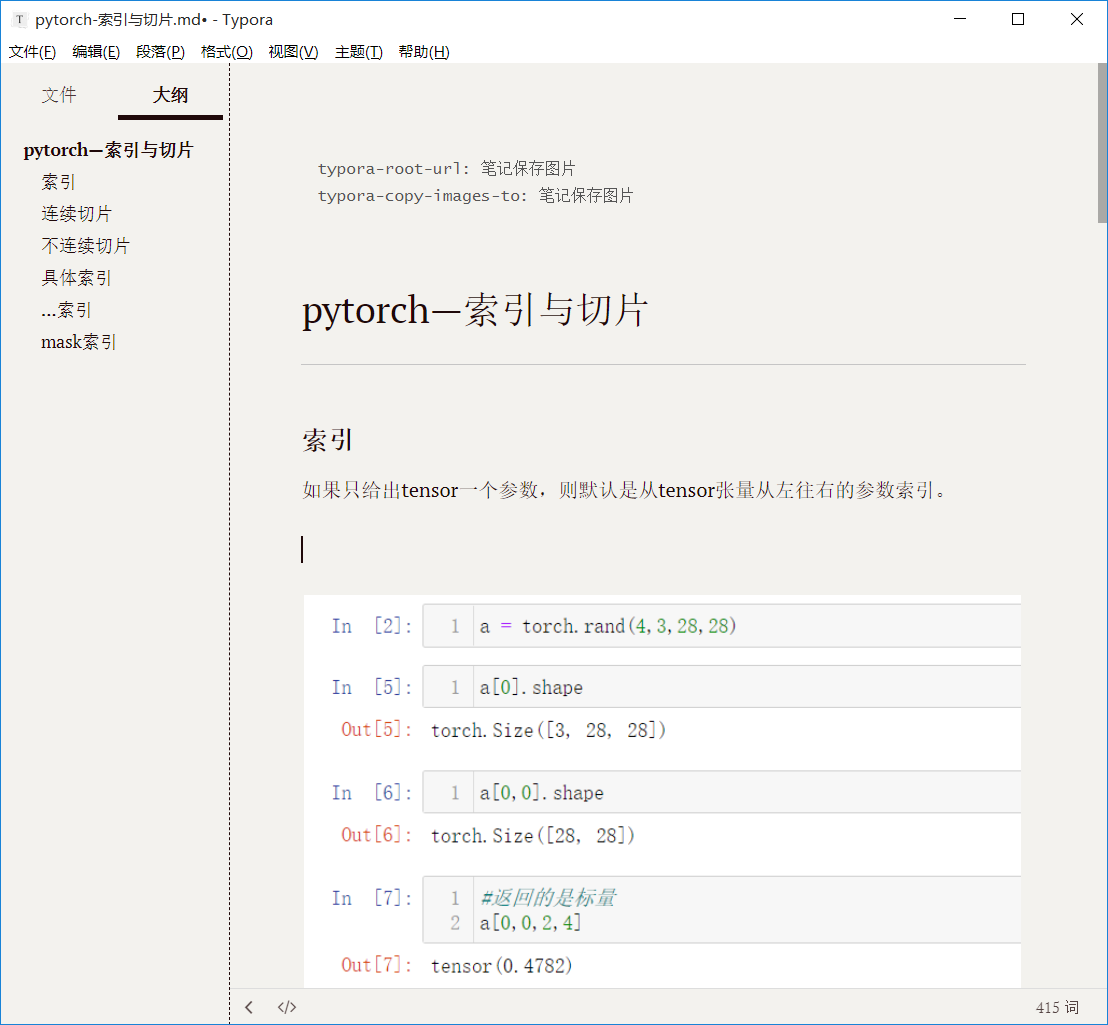 pytorch-索引与切片.md• - Typora
文件(F) 编辑(E) 段落(P) 格式(O) 视图(V) 主题(T) 帮助(H)
文件 大纲
pytorch—索引与切片
索引
连续切片
不连续切片
具体索引
...索引
mask索引
typora-root-url: 笔记保存图片
typora-copy-images-to: 笔记保存图片
pytorch—索引与切片
索引
如果只给出tensor一个参数，则默认是从tensor张量从左往右的参数索引。
In [2]: 1 a = torch.rand(4,3,28,28)
In [5]: 1 a[0].shape
Out[5]: torch.Size([3, 28, 28])
In [6]: 1 a[0,0].shape
Out[6]: torch.Size([28, 28])
In [7]: 1 #返回的是标量
2 a[0,0,2,4]
Out[7]: tensor(0.4782)
</> 415 词